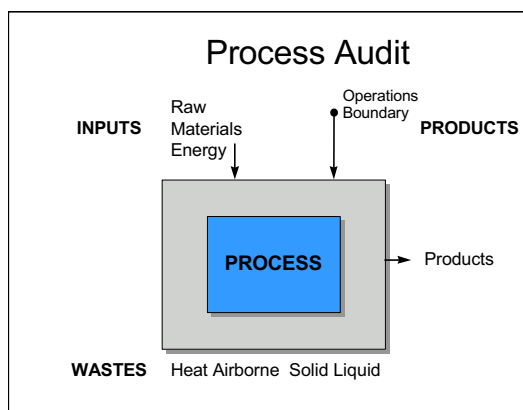 Process Audit
INPUTS
Raw
Materials
Energy
Operations
Boundary
PRODUCTS
PROCESS
Products
WASTES Heat Airborne Solid Liquid